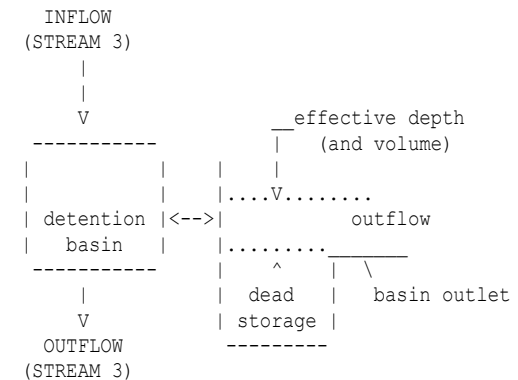 INFLOW
(STREAM 3)
V
effective depth
(and volume)
V
detention
basin
<-->
outflow
dead
storage
basin outlet
V
OUTFLOW
(STREAM 3)